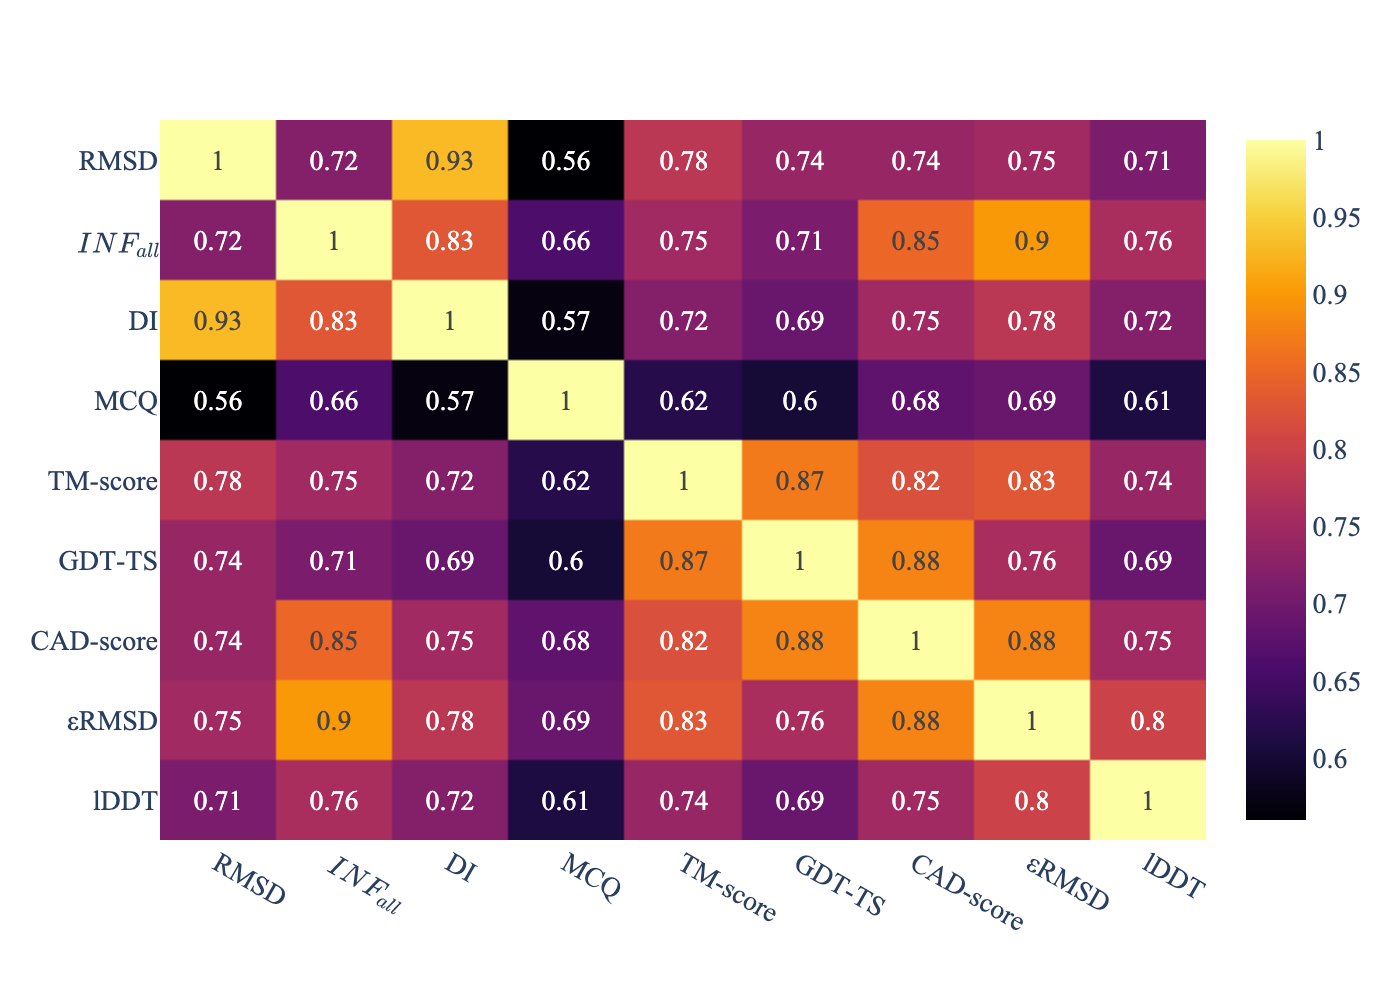 RMSD 1 0.72 0.93 0.56 0.78 0.74 0.74 0.75 0.71
INF_all 0.72 1 0.83 0.66 0.75 0.71 0.85 0.9 0.76
DI 0.93 0.83 1 0.57 0.72 0.69 0.75 0.78 0.72
MCQ 0.56 0.66 0.57 1 0.62 0.6 0.68 0.69 0.61
TM-score 0.78 0.75 0.72 0.62 1 0.87 0.82 0.83 0.74
GDT-TS 0.74 0.71 0.69 0.6 0.87 1 0.88 0.76 0.69
CAD-score 0.74 0.85 0.75 0.68 0.82 0.88 1 0.88 0.75
εRMSD 0.75 0.9 0.78 0.69 0.83 0.76 0.88 1 0.8
lDDT 0.71 0.76 0.72 0.61 0.74 0.69 0.75 0.8 1
RMSD INF_all DI MCQ TM-score GDT-TS CAD-score εRMSD lDDT
1
0.95
0.9
0.85
0.8
0.75
0.7
0.65
0.6